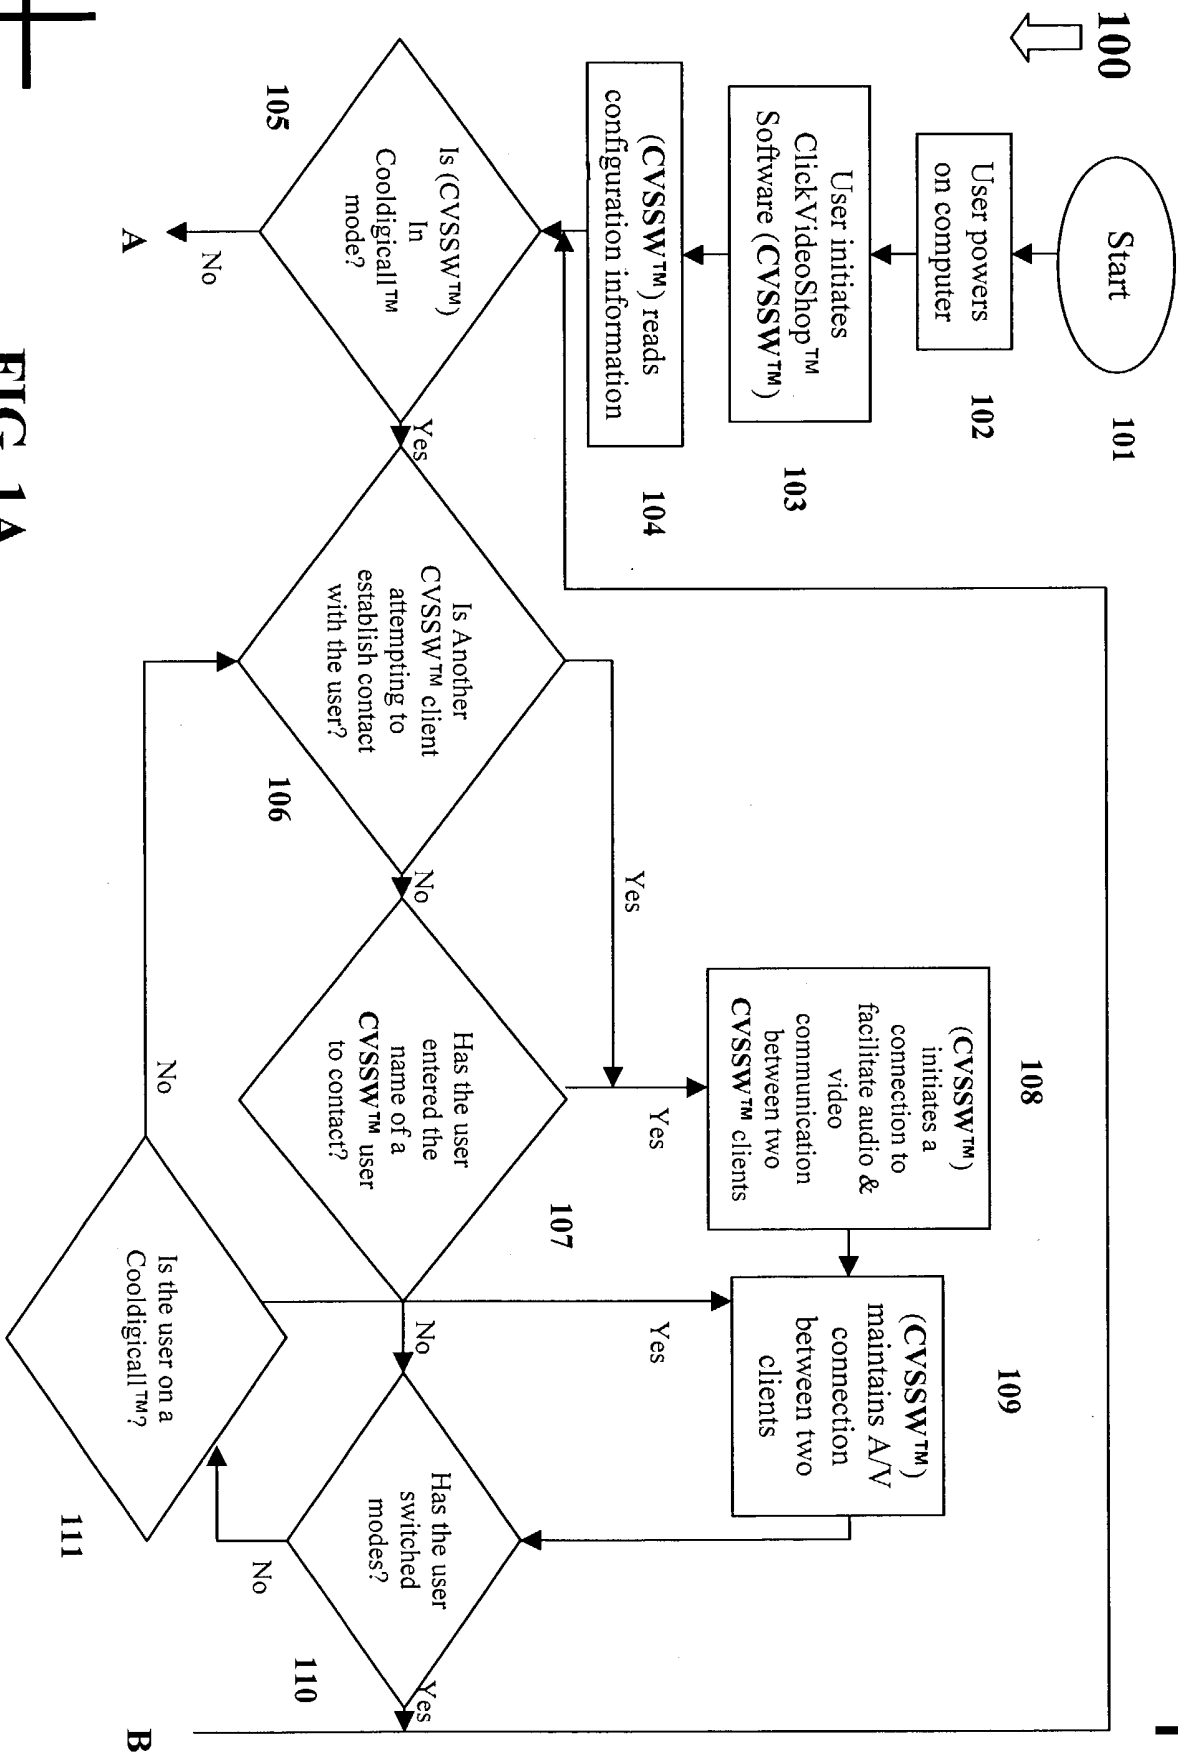 100
Start
101
User powers
on computer
102
User initiates
ClickVideoShop™
Software (CVSSW™)
103
(CVSSW™) reads
configuration information
104
Is (CVSSW™)
In
Cooldigicall™
mode?
105
No
A
Yes
Is Another
CVSSW™ client
attempting to
establish contact
with the user?
106
Yes
No
Has the user
entered the
name of a
CVSSW™ user
to contact?
107
Yes
No
108
(CVSSW™)
initiates a
connection to
facilitate audio &
video
communication
between two
CVSSW™ clients
109
(CVSSW™)
maintains A/V
connection
between two
clients
Yes
Has the user
switched
modes?
110
Yes
No
Is the user on a
Cooldigicall™?
111
No
B
FIG 1A